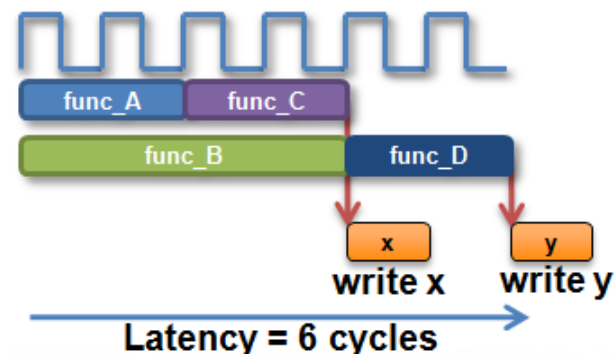 func_A func_C
func_B func_D
x y
write x write y
Latency = 6 cycles